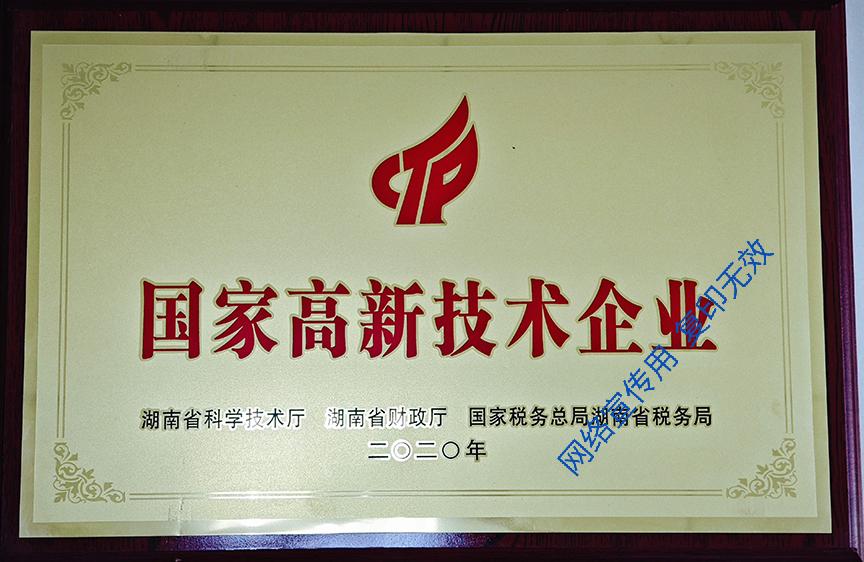 CTP
国家高新技术企业
湖南省科学技术厅 湖南省财政厅 国家税务总局湖南省税务局
二〇二〇年
网络宣传用 复印无效